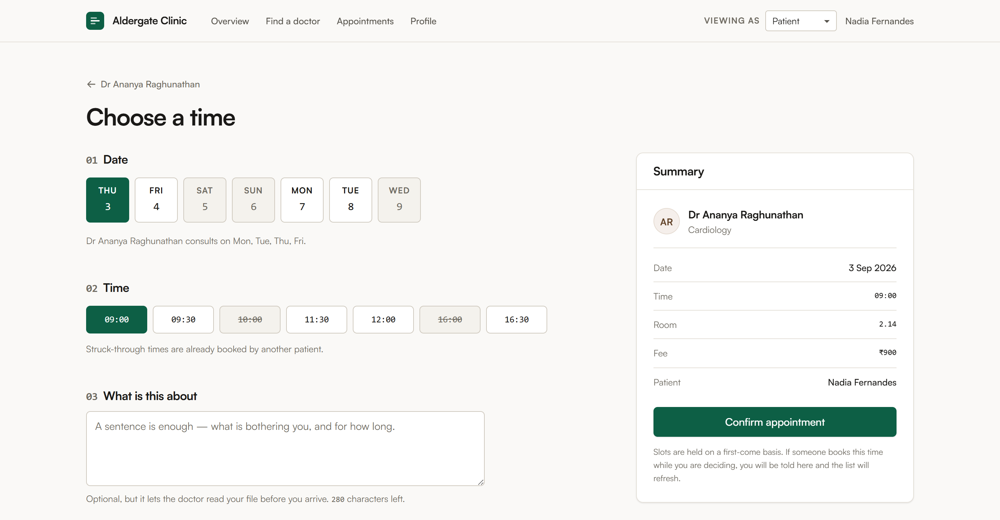 Aldergate Clinic
Overview
Find a doctor
Appointments
Profile
VIEWING AS
Patient
Nadia Fernandes
← Dr Ananya Raghunathan
Choose a time
01 Date
THU
3
FRI
4
SAT
5
SUN
6
MON
7
TUE
8
WED
9
Dr Ananya Raghunathan consults on Mon, Tue, Thu, Fri.
02 Time
09:00
09:30
10:00
11:30
12:00
16:00
16:30
Struck-through times are already booked by another patient.
03 What is this about
A sentence is enough — what is bothering you, and for how long.
Optional, but it lets the doctor read your file before you arrive. 280 characters left.
Summary
AR
Dr Ananya Raghunathan
Cardiology
Date 3 Sep 2026
Time 09:00
Room 2.14
Fee ₹900
Patient Nadia Fernandes
Confirm appointment
Slots are held on a first-come basis. If someone books this time
while you are deciding, you will be told here and the list will
refresh.